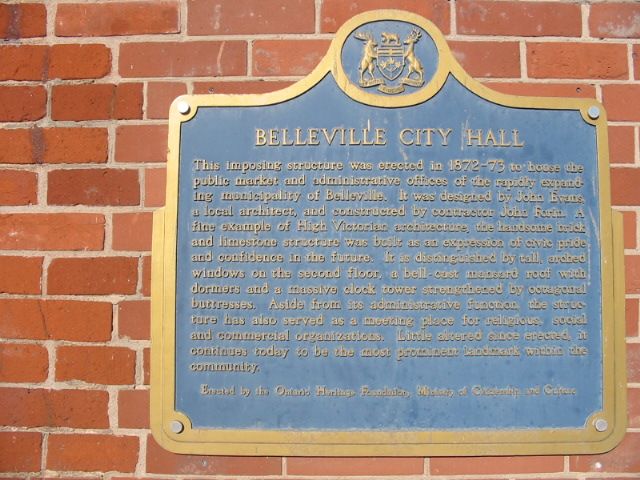 BELLEVILLE CITY HALL
This imposing structure was erected in 1872-73 to house the
public market and administrative offices of the rapidly expand-
ing municipality of Belleville. It was designed by John Evans,
a local architect, and constructed by contractor John Forin. A
fine example of High Victorian architecture, the handsome brick
and limestone structure was built as an expression of civic pride
and confidence in the future. It is distinguished by tall, arched
windows on the second floor, a bell-cast mansard roof with
dormers and a massive clock tower strengthened by octagonal
buttresses. Aside from its administrative function, the struc-
ture has also served as a meeting place for religious, social
and commercial organizations. Little altered since erected, it
continues today to be the most prominent landmark within the
community.
Erected by the Ontario Heritage Foundation, Ministry of Citizenship and Culture